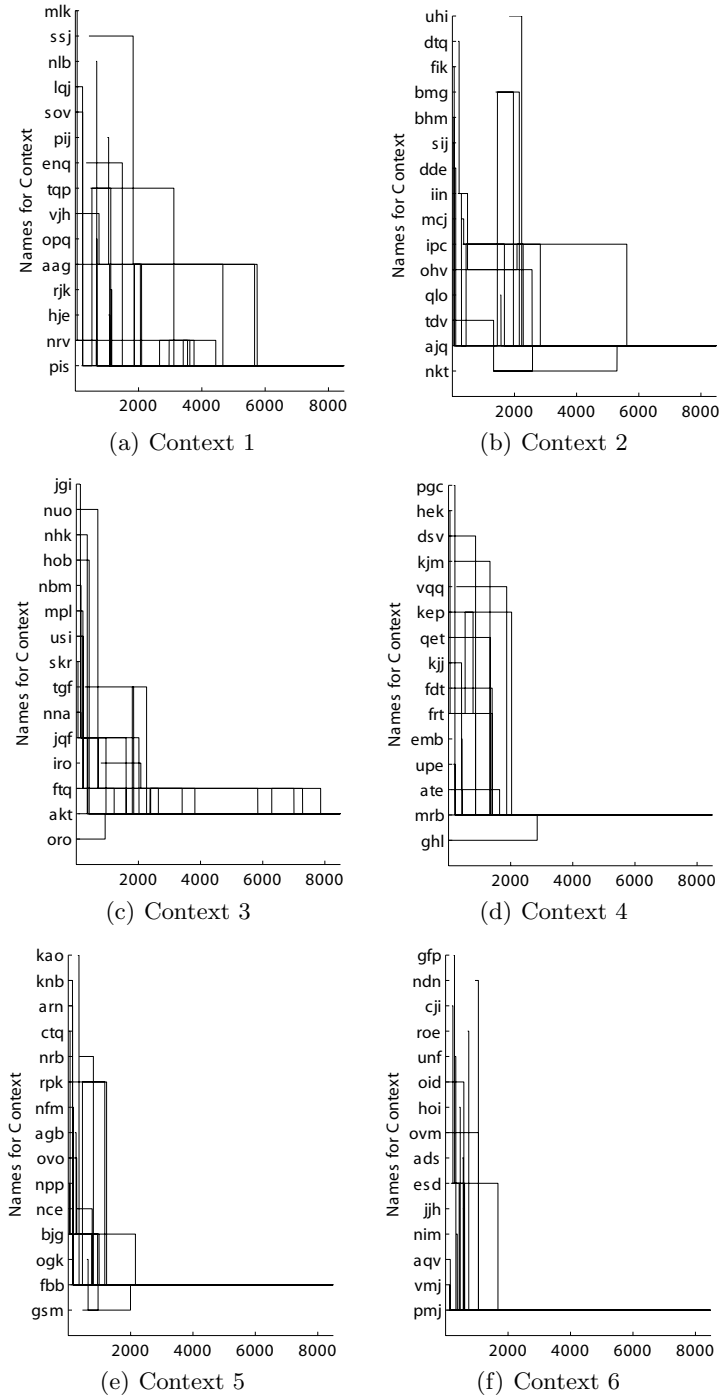 mlk
ssj
nlb
lqj
sov
pij
enq
tqp
vjh
opq
aag
rjk
hje
nrv
pis
Names for Context
2000 4000 6000 8000
(a) Context 1
uhi
dtq
fik
bmg
bhm
sij
dde
iin
mcj
ipc
ohv
qlo
tdv
ajq
nkt
Names for Context
2000 4000 6000 8000
(b) Context 2
jgi
nuo
nhk
hob
nbm
mpl
usi
skr
tgf
nna
jqf
iro
ftq
akt
oro
Names for Context
2000 4000 6000 8000
(c) Context 3
pgc
hek
dsv
kjm
vqq
kep
qet
kjj
fdt
frt
emb
upe
ate
mrb
ghl
Names for Context
2000 4000 6000 8000
(d) Context 4
kao
knb
arn
ctq
nrb
rpk
nfm
agb
ovo
npp
nce
bjg
ogk
fbb
gsm
Names for Context
2000 4000 6000 8000
(e) Context 5
gfp
ndn
cji
roe
unf
oid
hoi
ovm
ads
esd
jjh
nim
aqv
vmj
pmj
Names for Context
2000 4000 6000 8000
(f) Context 6